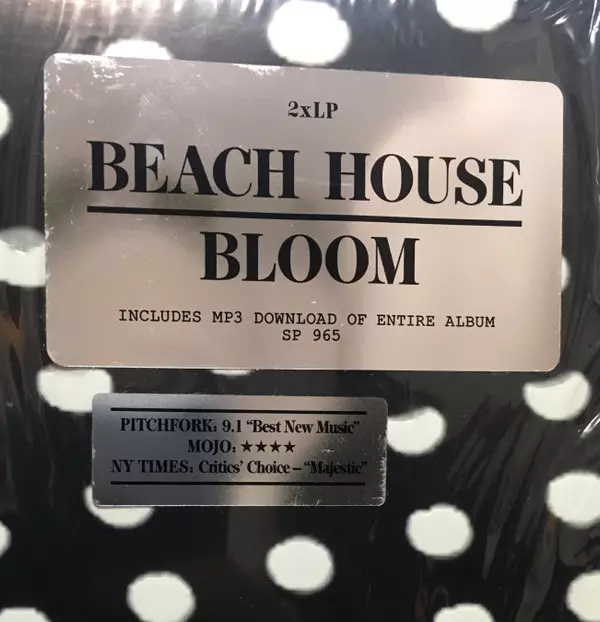 2xLP
BEACH HOUSE
BLOOM
INCLUDES MP3 DOWNLOAD OF ENTIRE ALBUM
SP 965
PITCHFORK: 9.1 “Best New Music”
MOJO: ★★★★
NY TIMES: Critics’ Choice – “Majestic”